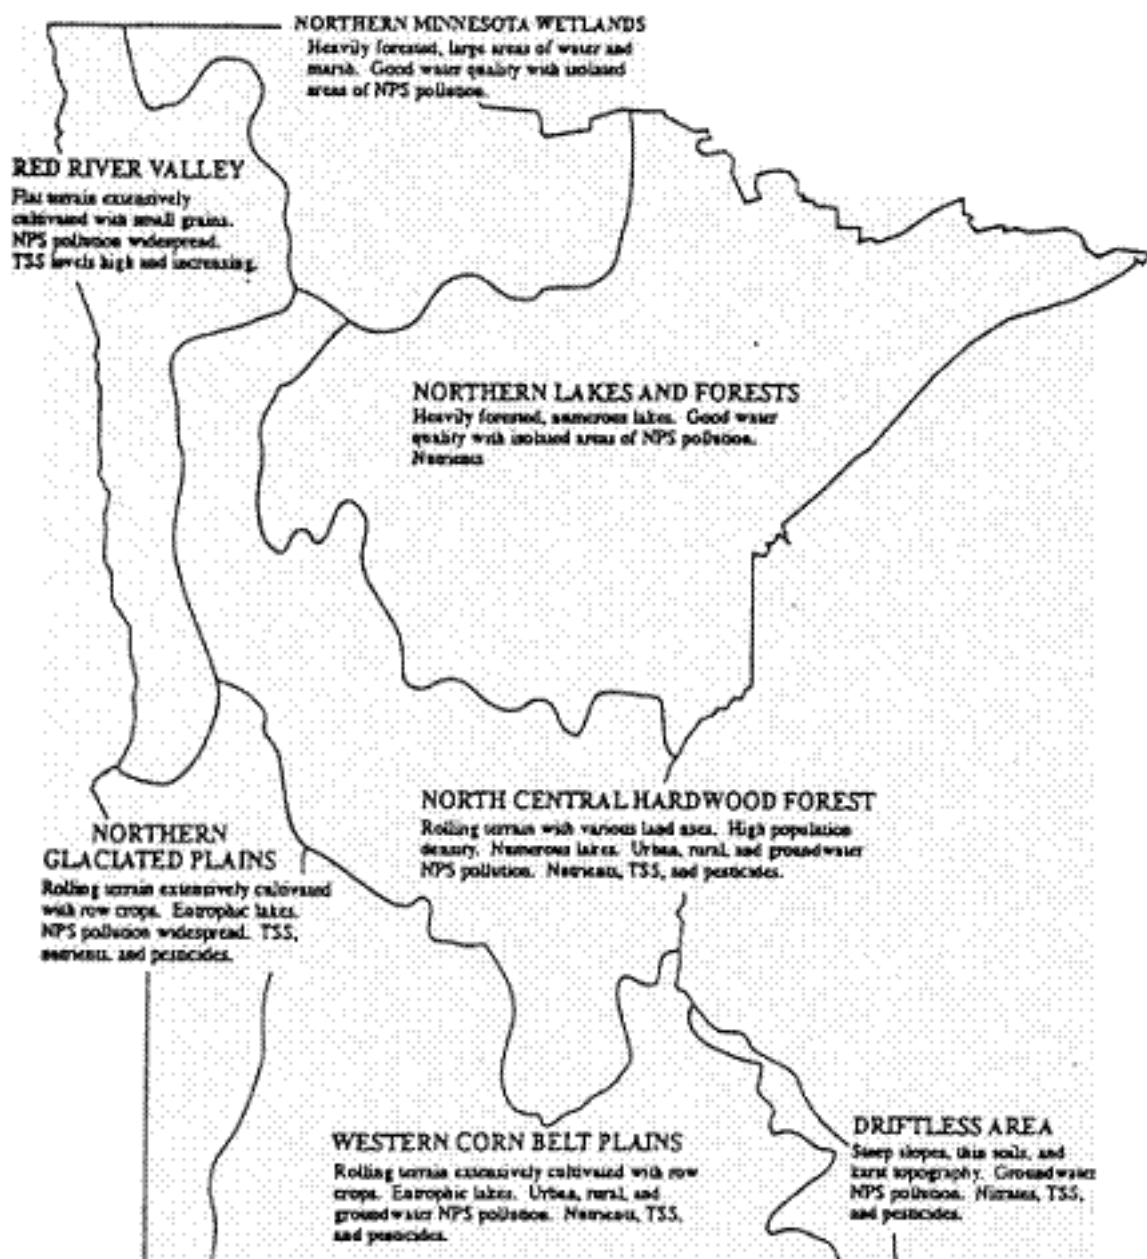 NORTHERN MINNESOTA WETLANDS
Heavily forested, large areas of water and
marsh. Good water quality with isolated
areas of NPS pollution.
RED RIVER VALLEY
Flat terrain extensively
cultivated with small grains.
NPS pollution widespread.
TSS levels high and increasing.
NORTHERN LAKES AND FORESTS
Heavily forested, numerous lakes. Good water
quality with isolated areas of NPS pollution.
Nutrients
NORTH CENTRAL HARDWOOD FOREST
Rolling terrain with various land uses. High population
density. Numerous lakes. Urban, rural, and groundwater
NPS pollution. Nutrients, TSS, and pesticides.
NORTHERN
GLACIATED PLAINS
Rolling terrain extensively cultivated
with row crops. Eutrophic lakes.
NPS pollution widespread. TSS,
nutrients, and pesticides.
WESTERN CORN BELT PLAINS
Rolling terrain extensively cultivated with row
crops. Eutrophic lakes. Urban, rural, and
groundwater NPS pollution. Nutrients, TSS,
and pesticides.
DRIFTLESS AREA
Steep slopes, thin soils, and
karst topography. Groundwater
NPS pollution. Nitrates, TSS,
and pesticides.